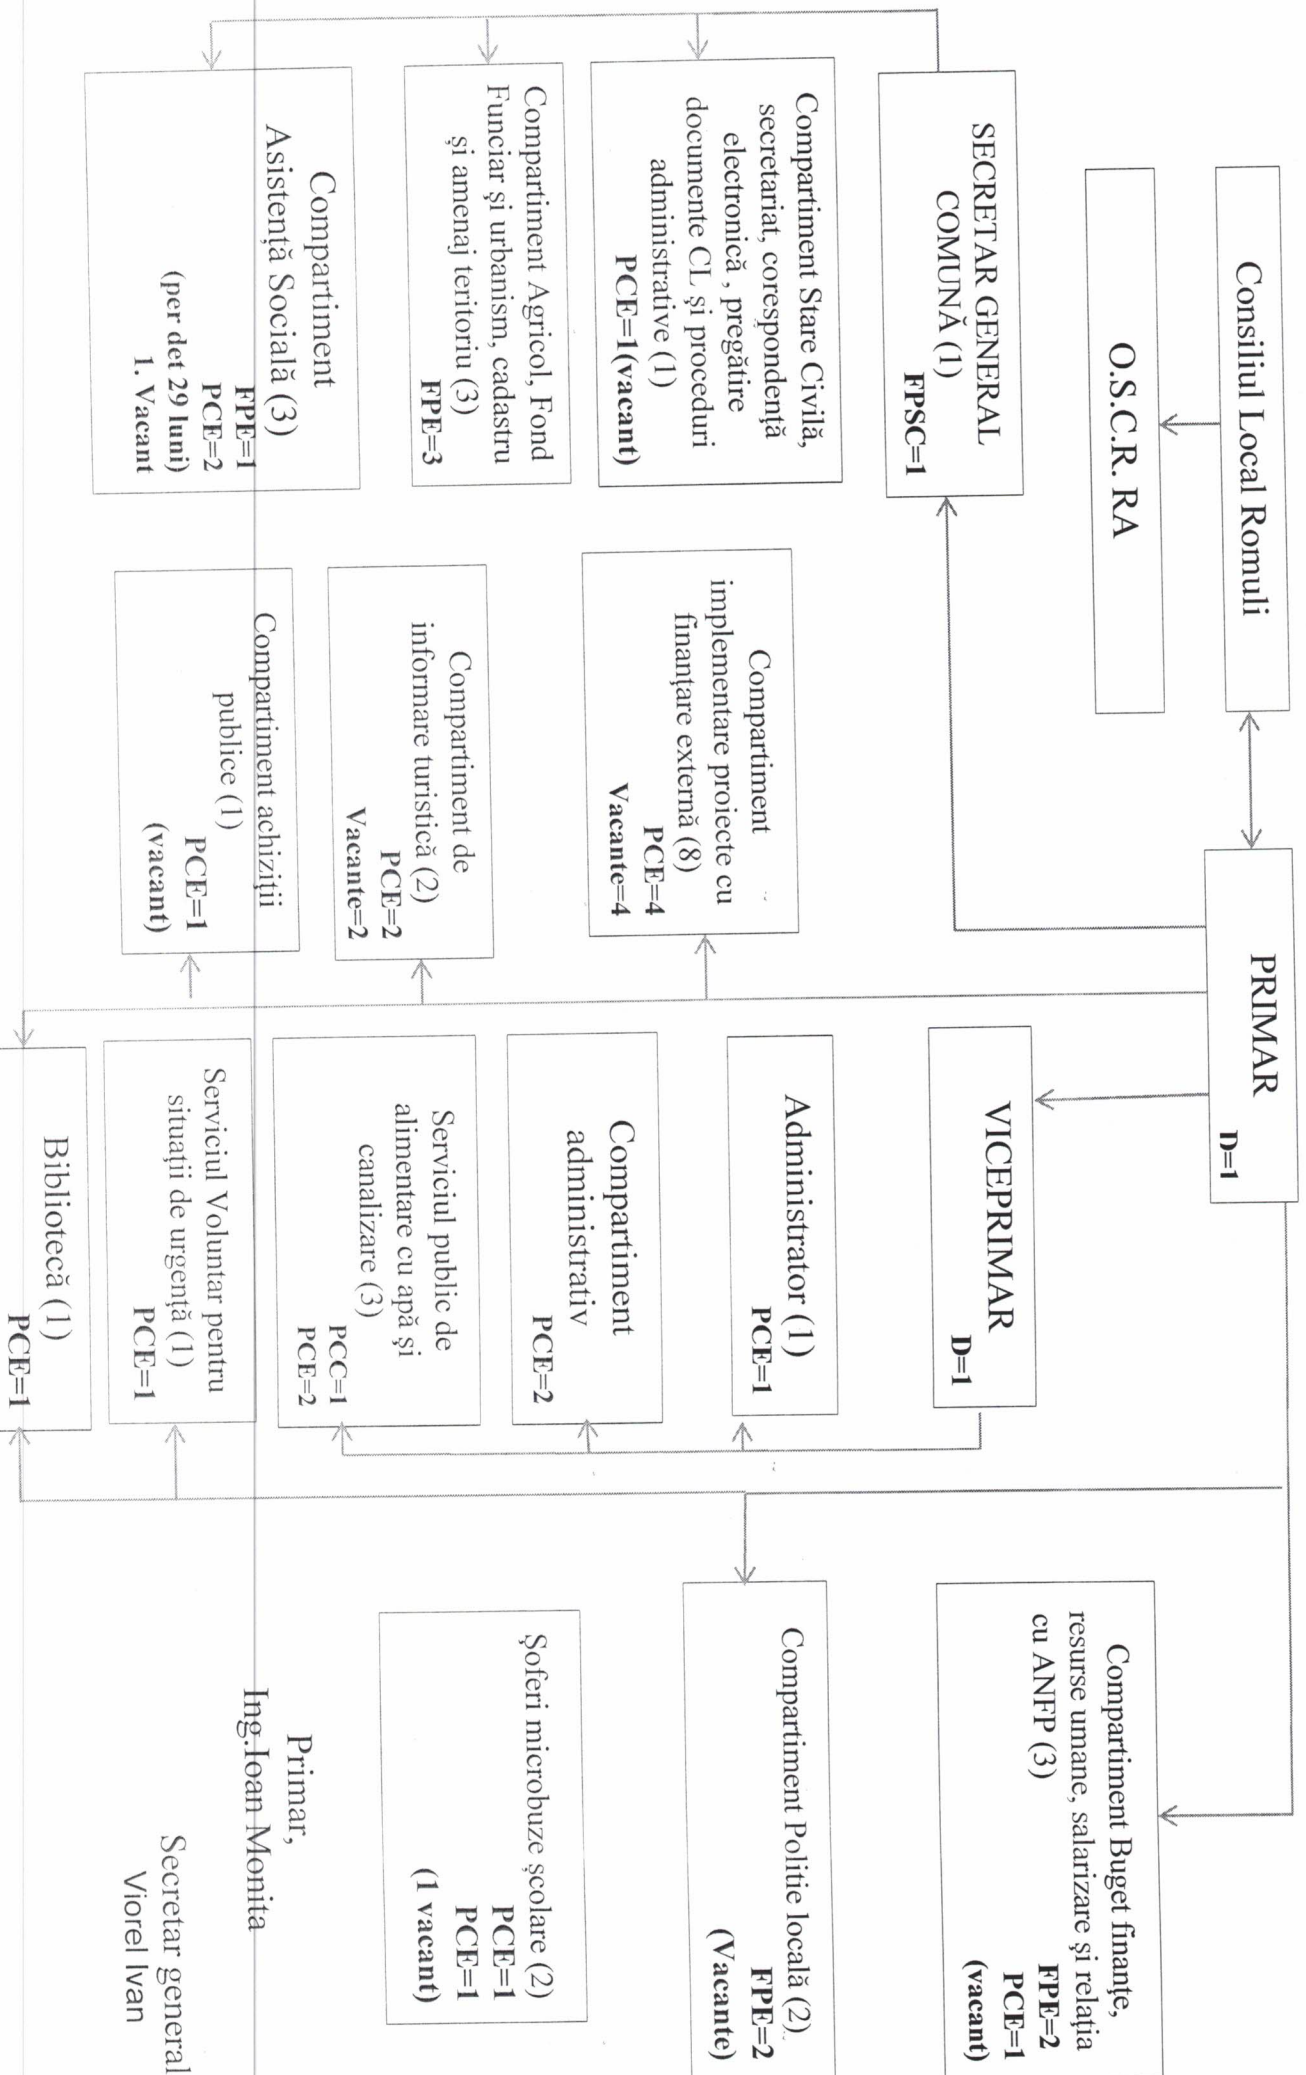 Consiliul Local Romuli
O.S.C.R. RA
PRIMAR
D=1
SECRETAR GENERAL
COMUNĂ (1)
FPSC=1
Compartiment Stare Civilă,
secretariat, corespondență
electronică , pregătire
documente CL și proceduri
administrative (1)
PCE=1(vacant)
Compartiment Agricol, Fond
Funciar și urbanism, cadastru
și amenaj teritoriu (3)
FPE=3
Compartiment
Asistență Socială (3)
FPE=1
PCE=2
(per det 29 luni)
1. Vacant
Compartiment
implementare proiecte cu
finanțare externă (8)
PCE=4
Vacante=4
Compartiment de
informare turistică (2)
PCE=2
Vacante=2
Compartiment achiziții
publice (1)
PCE=1
(vacant)
VICEPRIMAR
D=1
Administrator (1)
PCE=1
Compartiment
administrativ
PCE=2
Serviciul public de
alimentare cu apă și
canalizare (3)
PCC=1
PCE=2
Serviciul Voluntar pentru
situații de urgență (1)
PCE=1
Bibliotecă (1)
PCE=1
Compartiment Buget finanțe,
resurse umane, salarizare și relația
cu ANFP (3)
FPE=2
PCE=1
(vacant)
Compartiment Politie locală (2)
FPE=2
(Vacante)
Șoferi microbuze școlare (2)
PCE=1
PCE=1
(1 vacant)
Primar,
Ing.Ioan Monita
Secretar general
Viorel Ivan